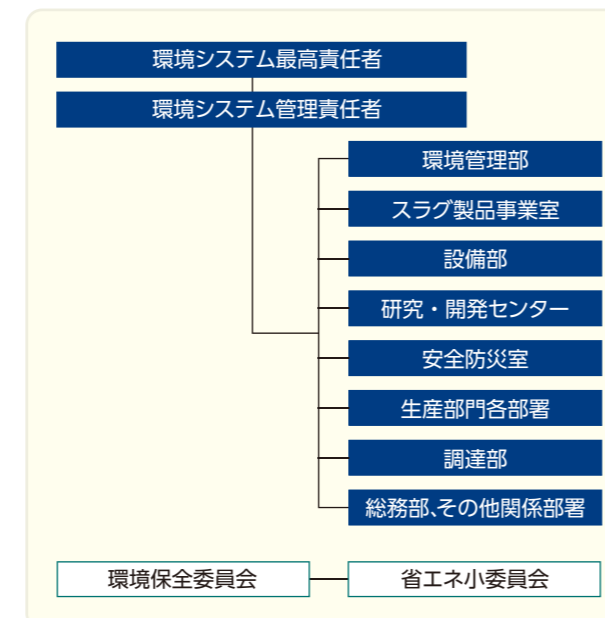 環境システム最高責任者
環境システム管理責任者
環境管理部
スラグ製品事業室
設備部
研究・開発センター
安全防災室
生産部門各部署
調達部
総務部、その他関係部署
環境保全委員会
省エネ小委員会